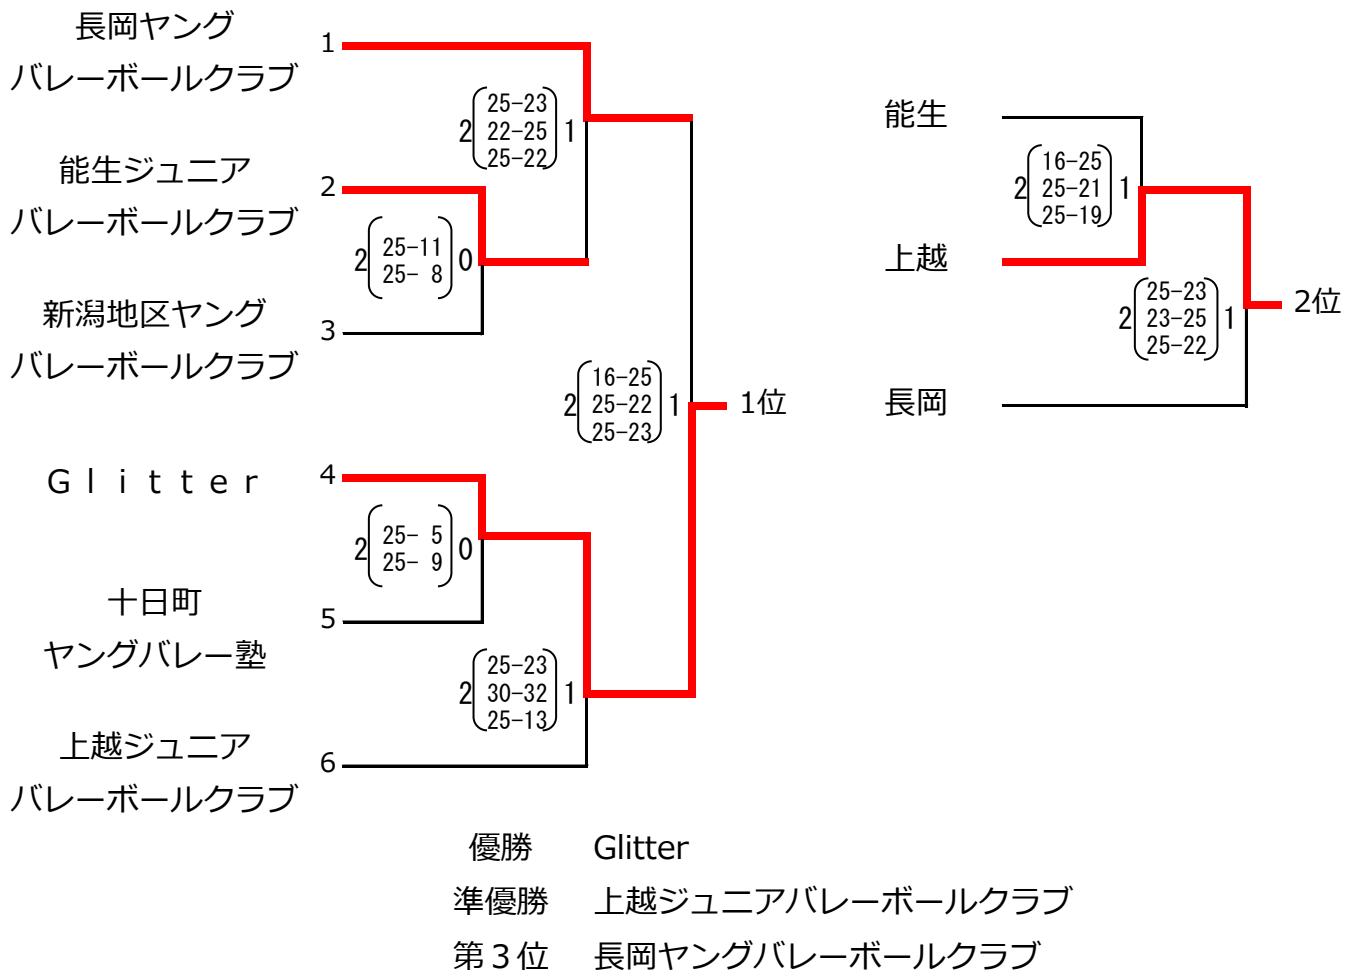 長岡ヤング
バレーボールクラブ
1
能生ジュニア
バレーボールクラブ
2
新潟地区ヤング
バレーボールクラブ
3
Ｇｌｉｔｔｅｒ
4
十日町
ヤングバレー塾
5
上越ジュニア
バレーボールクラブ
6
2 25-23 1
22-25
25-22
2 25-11 0
25- 8
2 16-25 1
25-22
25-23
1位
2 25- 5 0
25- 9
2 25-23 1
30-32
25-13
能生
上越
長岡
2 16-25 1
25-21
25-19
2 25-23 1
23-25
25-22
2位
優勝 Glitter
準優勝 上越ジュニアバレーボールクラブ
第３位 長岡ヤングバレーボールクラブ